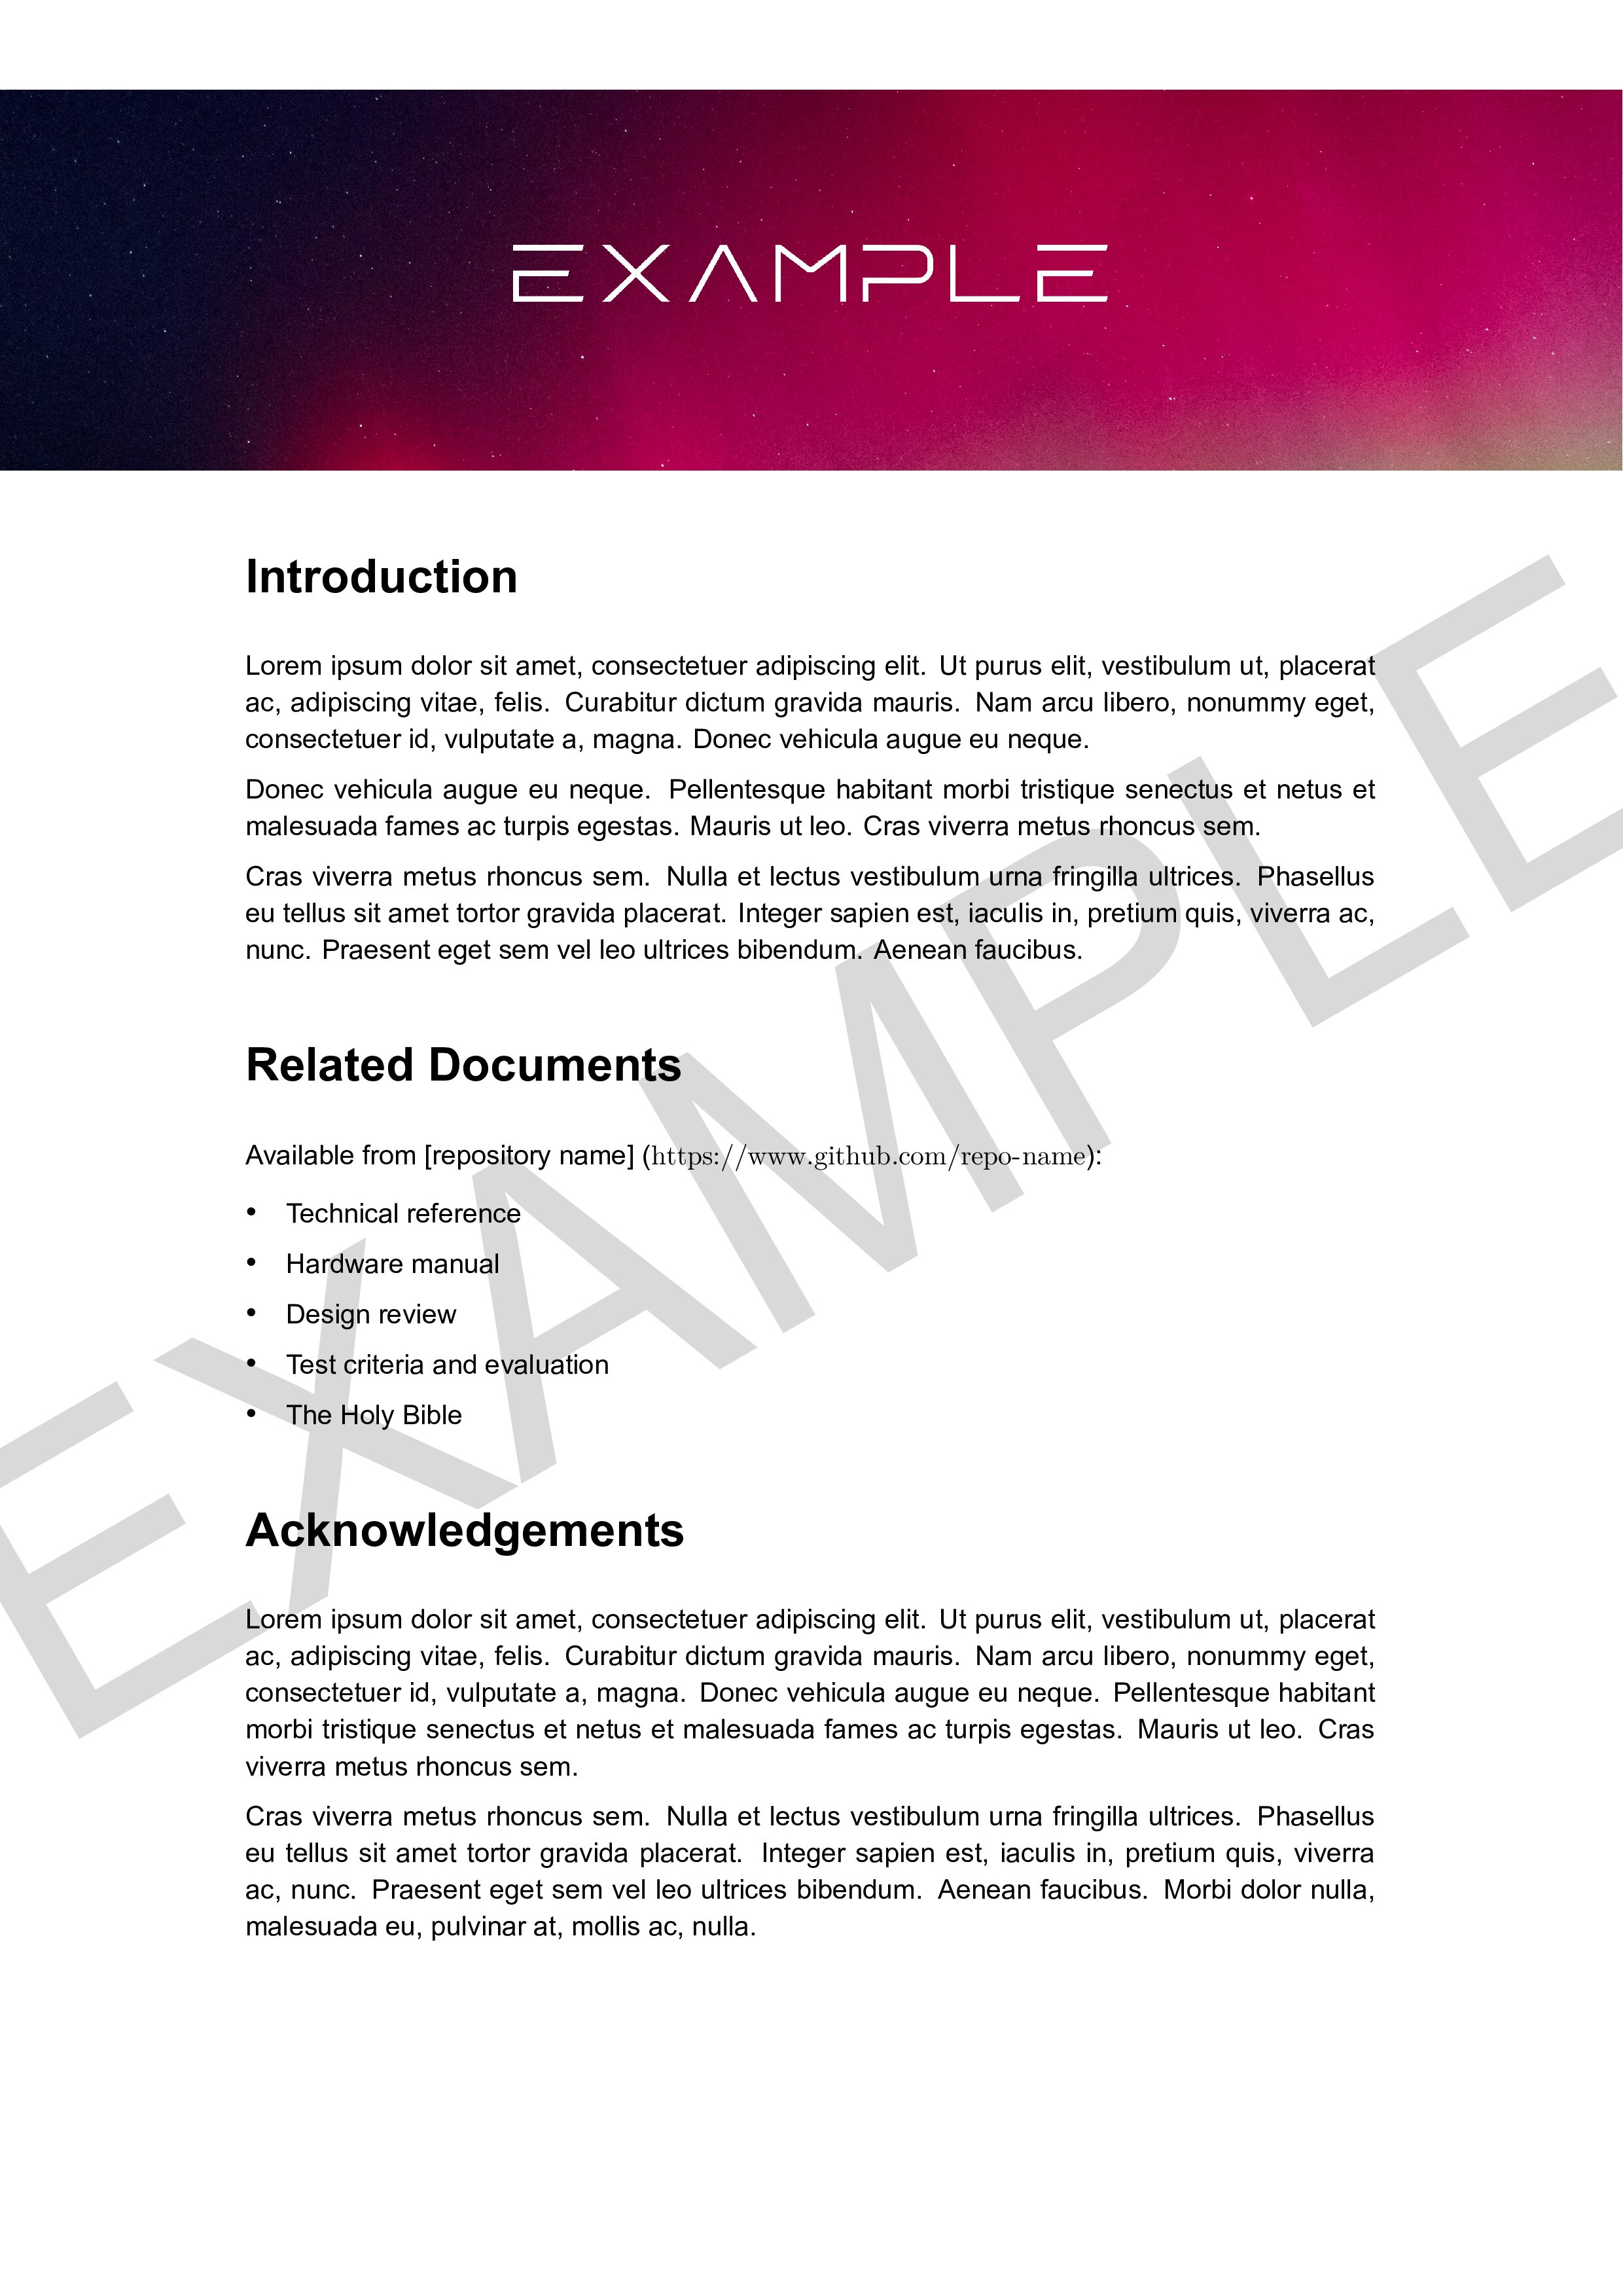 EXAMPLE
Introduction
Lorem ipsum dolor sit amet, consectetuer adipiscing elit. Ut purus elit, vestibulum ut, placerat
ac, adipiscing vitae, felis. Curabitur dictum gravida mauris. Nam arcu libero, nonummy eget,
consectetuer id, vulputate a, magna. Donec vehicula augue eu neque.
Donec vehicula augue eu neque. Pellentesque habitant morbi tristique senectus et netus et
malesuada fames ac turpis egestas. Mauris ut leo. Cras viverra metus rhoncus sem.
Cras viverra metus rhoncus sem. Nulla et lectus vestibulum urna fringilla ultrices. Phasellus
eu tellus sit amet tortor gravida placerat. Integer sapien est, iaculis in, pretium quis, viverra ac,
nunc. Praesent eget sem vel leo ultrices bibendum. Aenean faucibus.
Related Documents
Available from [repository name] (https://www.github.com/repo-name):
• Technical reference
• Hardware manual
• Design review
• Test criteria and evaluation
• The Holy Bible
Acknowledgements
Lorem ipsum dolor sit amet, consectetuer adipiscing elit. Ut purus elit, vestibulum ut, placerat
ac, adipiscing vitae, felis. Curabitur dictum gravida mauris. Nam arcu libero, nonummy eget,
consectetuer id, vulputate a, magna. Donec vehicula augue eu neque. Pellentesque habitant
morbi tristique senectus et netus et malesuada fames ac turpis egestas. Mauris ut leo. Cras
viverra metus rhoncus sem.
Cras viverra metus rhoncus sem. Nulla et lectus vestibulum urna fringilla ultrices. Phasellus
eu tellus sit amet tortor gravida placerat. Integer sapien est, iaculis in, pretium quis, viverra
ac, nunc. Praesent eget sem vel leo ultrices bibendum. Aenean faucibus. Morbi dolor nulla,
malesuada eu, pulvinar at, mollis ac, nulla.
EXAMPLE